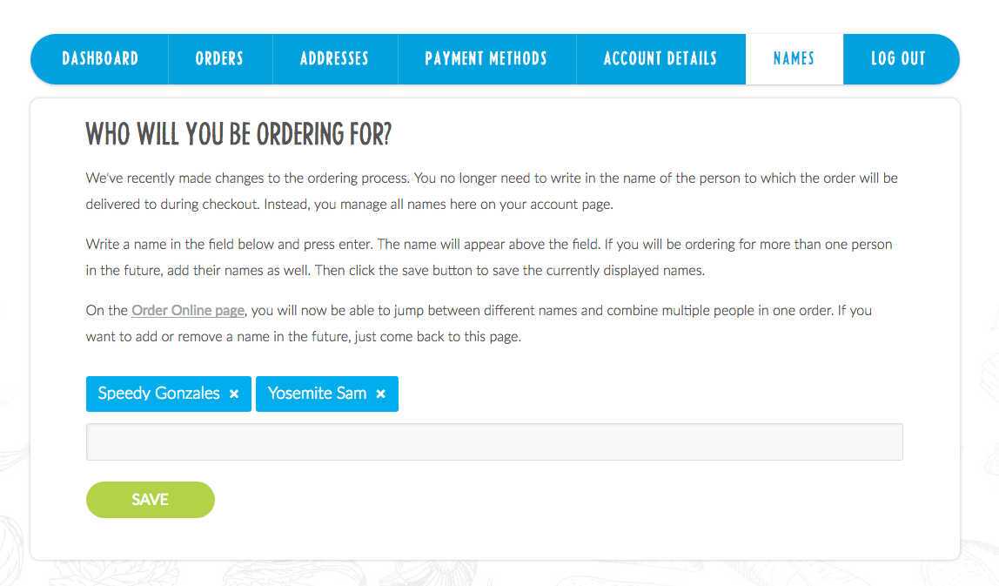 DASHBOARD ORDERS ADDRESSES PAYMENT METHODS ACCOUNT DETAILS NAMES LOG OUT
WHO WILL YOU BE ORDERING FOR?
We've recently made changes to the ordering process. You no longer need to write in the name of the person to which the order will be
delivered to during checkout. Instead, you manage all names here on your account page.
Write a name in the field below and press enter. The name will appear above the field. If you will be ordering for more than one person
in the future, add their names as well. Then click the save button to save the currently displayed names.
On the Order Online page, you will now be able to jump between different names and combine multiple people in one order. If you
want to add or remove a name in the future, just come back to this page.
Speedy Gonzales × Yosemite Sam ×
SAVE